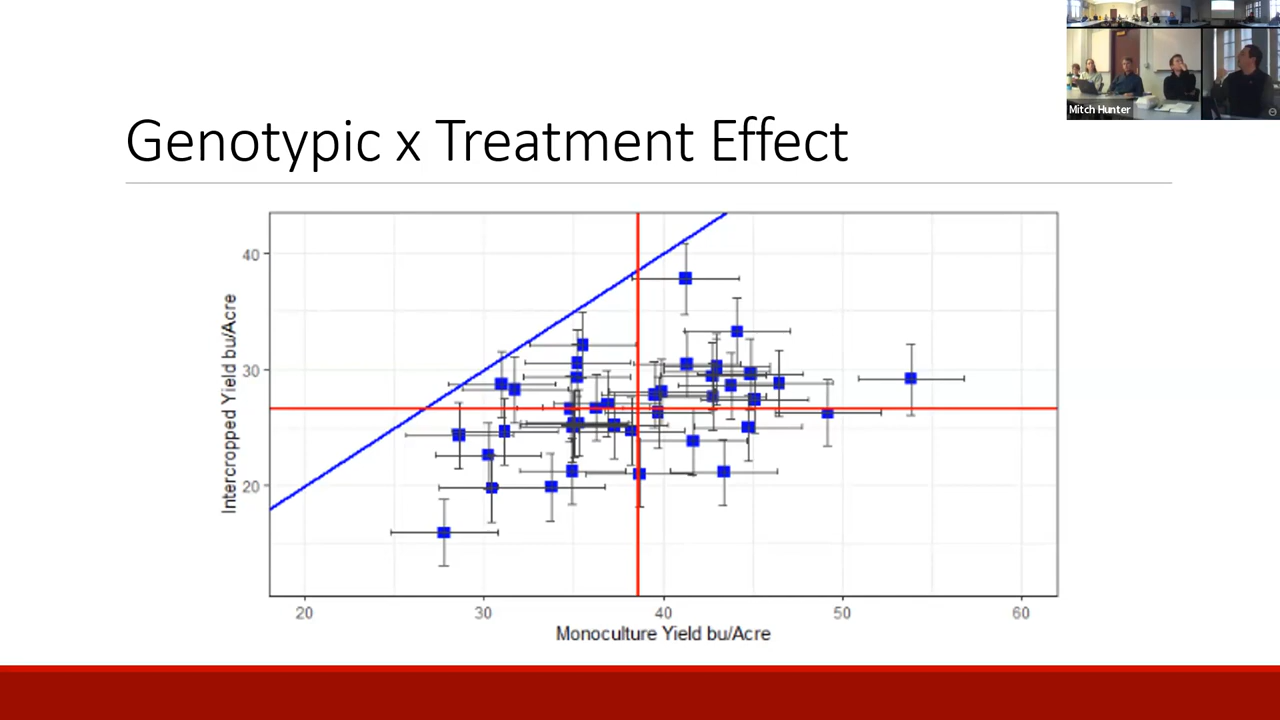 Mitch Hunter
Genotypic x Treatment Effect
Intercropped Yield bu/Acre
40
30
20
20
30
40
50
60
Monoculture Yield bu/Acre